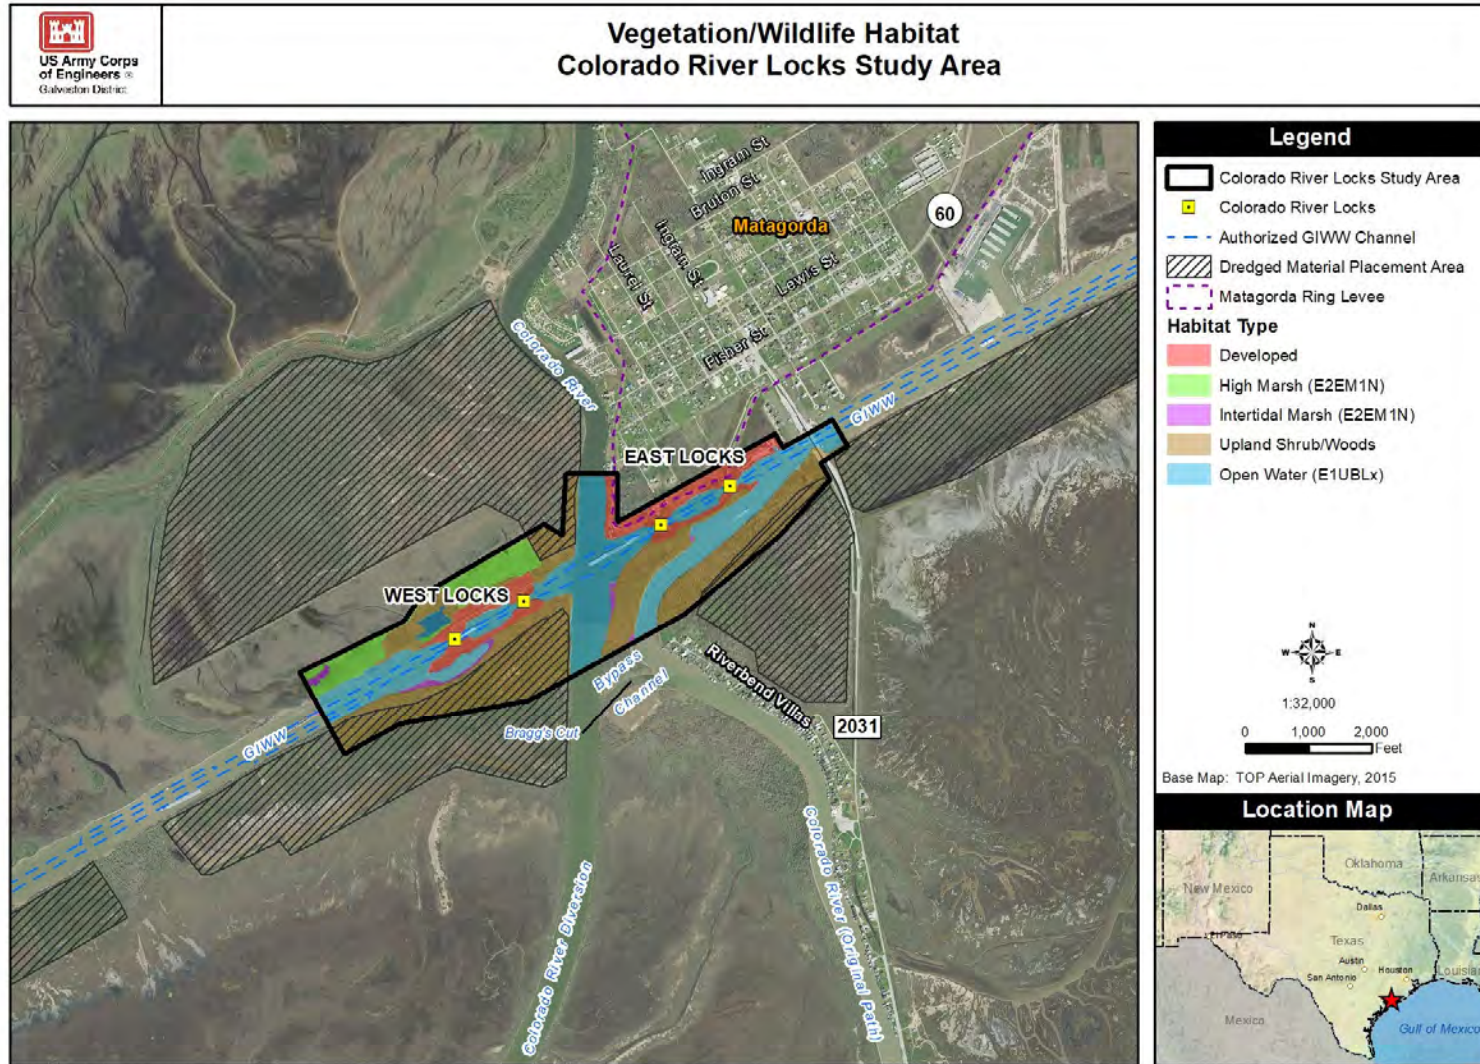 US Army Corps
of Engineers ®
Galveston District
Vegetation/Wildlife Habitat
Colorado River Locks Study Area
Ingram St
Bruton St
Matagorda
60
Ingram St
Laurel St
Lewis St
Fisher St
Colorado River
GIWW
EAST LOCKS
WEST LOCKS
Bypass
Channel
Riverbend Villas
Bragg's Cut
2031
GIWW
Colorado River Diversion
Colorado River (Original Path)
Legend
Colorado River Locks Study Area
Colorado River Locks
Authorized GIWW Channel
Dredged Material Placement Area
Matagorda Ring Levee
Habitat Type
Developed
High Marsh (E2EM1N)
Intertidal Marsh (E2EM1N)
Upland Shrub/Woods
Open Water (E1UBLx)
N
W E
S
1:32,000
0 1,000 2,000
Feet
Base Map: TOP Aerial Imagery, 2015
Location Map
Oklahoma
Arkansas
New Mexico
Dallas
El Paso
Texas
Austin
Houston
San Antonio
Louisian
Mexico
Gulf of Mexico